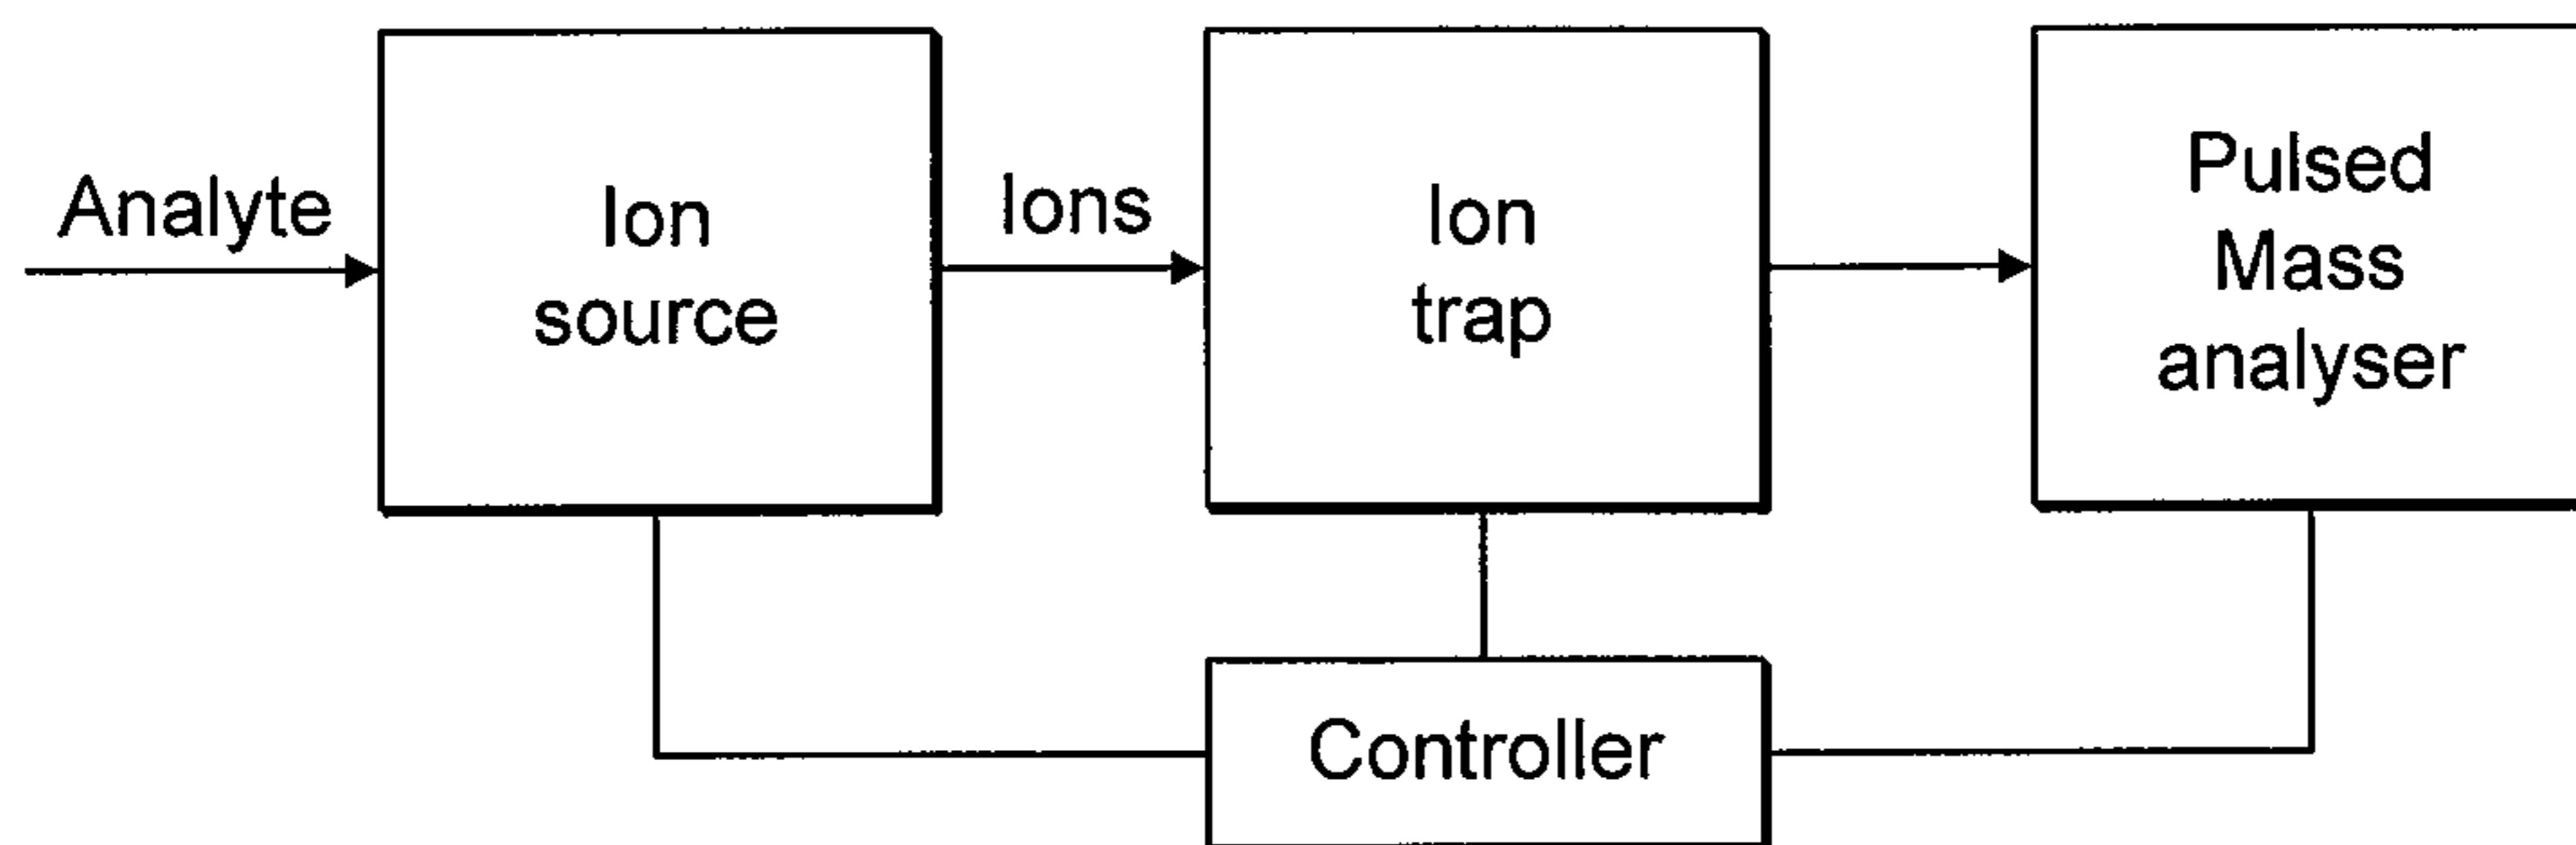 Analyte
Ion
source
Ions
Ion
trap
Pulsed
Mass
analyser
Controller